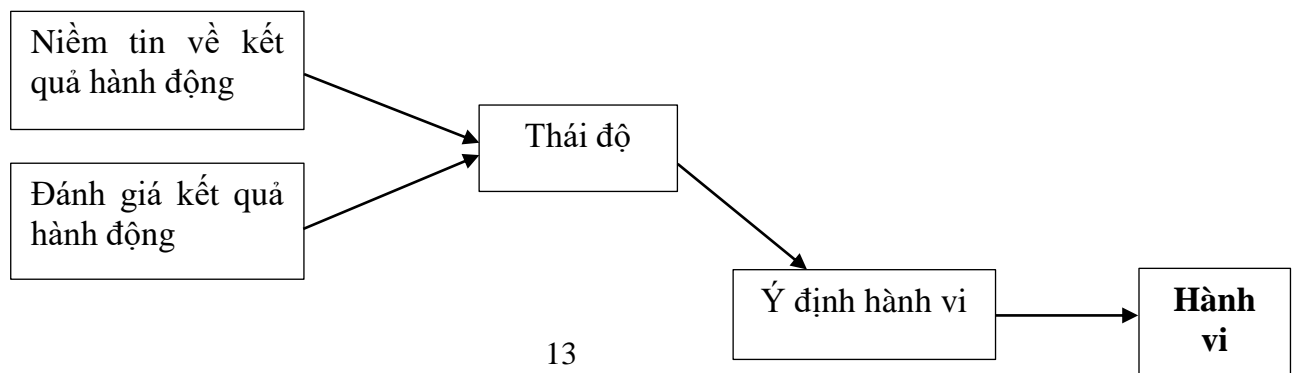 Niềm tin về kết
quả hành động
Thái độ
Đánh giá kết quả
hành động
Ý định hành vi
Hành
vi
13